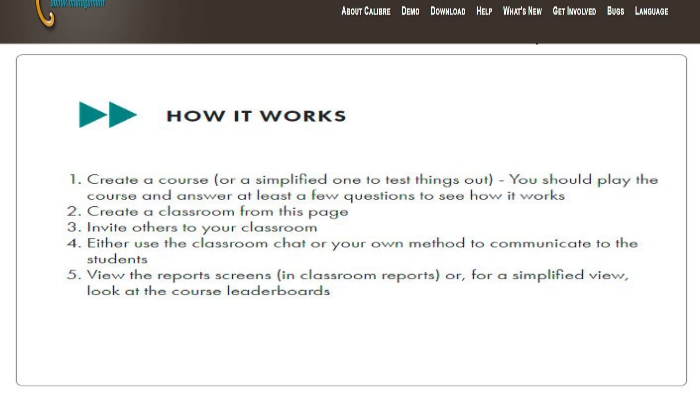 ebook management
ABOUT CALIBRE DEMO DOWNLOAD HELP WHAT'S NEW GET INVOLVED BUGS LANGUAGE
HOW IT WORKS
1. Create a course (or a simplified one to test things out) - You should play the
course and answer at least a few questions to see how it works
2. Create a classroom from this page
3. Invite others to your classroom
4. Either use the classroom chat or your own method to communicate to the
students
5. View the reports screens (in classroom reports) or, for a simplified view,
look at the course leaderboards